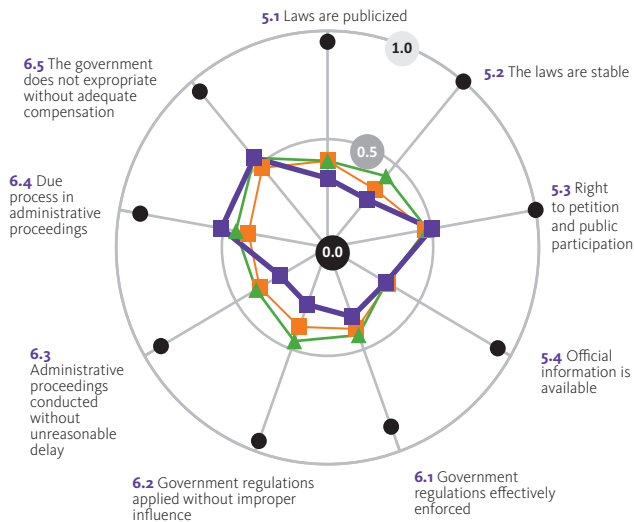 5.1 Laws are publicized
1.0
5.2 The laws are stable
0.5
5.3 Right
to petition
and public
participation
0.0
5.4 Official
information is
available
6.1 Government
regulations effectively
enforced
6.2 Government regulations
applied without improper
influence
6.3
Administrative
proceedings
conducted
without
unreasonable
delay
6.4 Due
process in
administrative
proceedings
6.5 The government
does not expropriate
without adequate
compensation